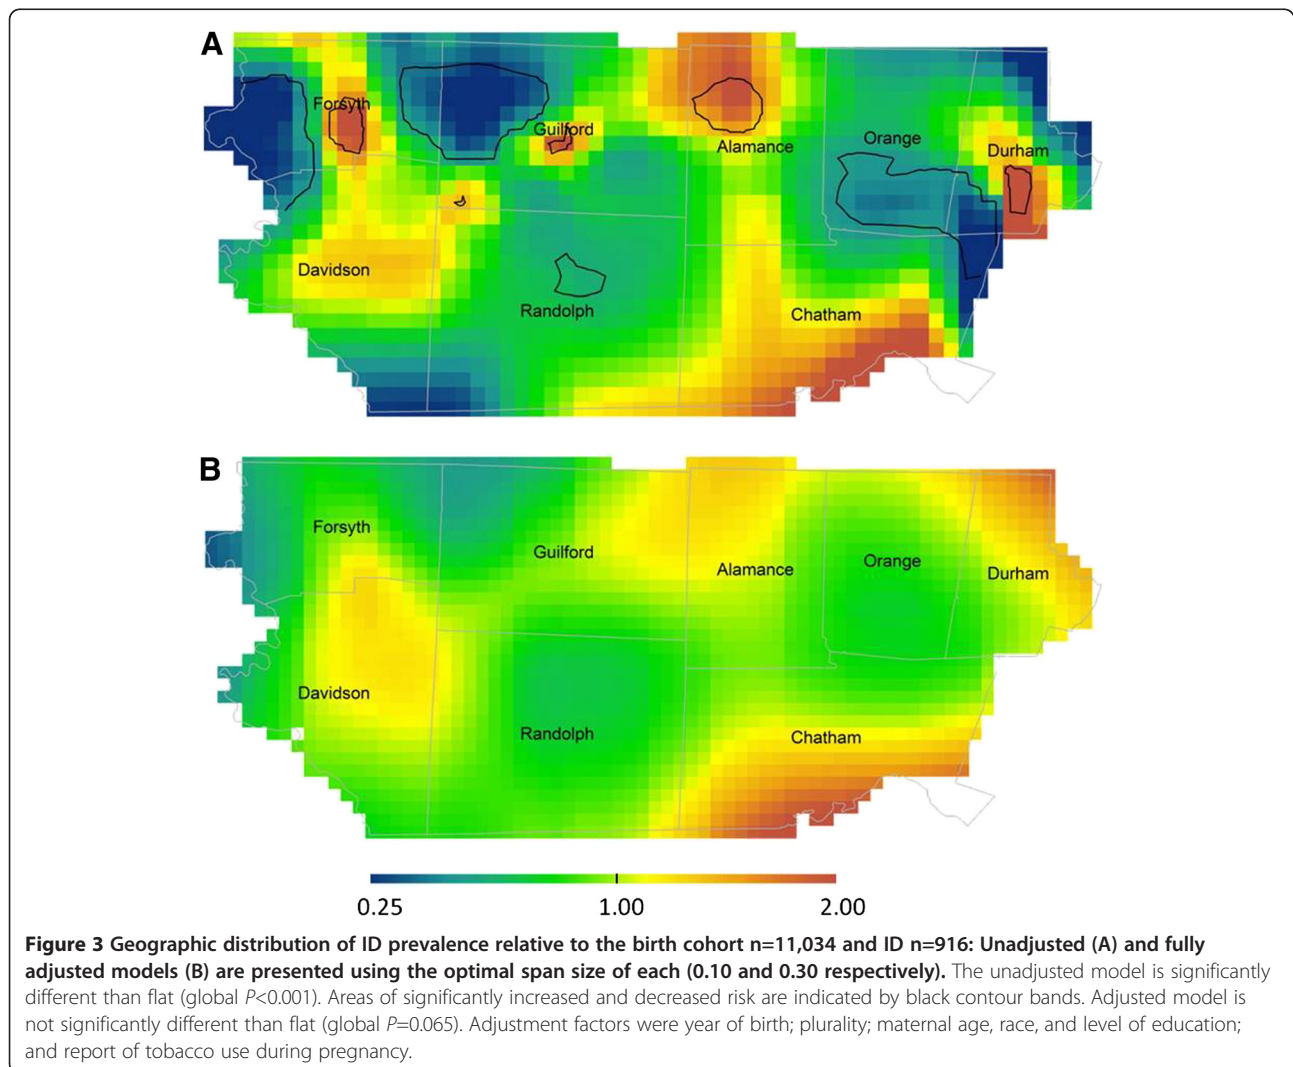 A
Forsyth
Guilford
Alamance
Orange
Durham
Davidson
Randolph
Chatham
B
Forsyth
Guilford
Alamance
Orange
Durham
Davidson
Randolph
Chatham
0.25 1.00 2.00
Figure 3 Geographic distribution of ID prevalence relative to the birth cohort n=11,034 and ID n=916: Unadjusted (A) and fully
adjusted models (B) are presented using the optimal span size of each (0.10 and 0.30 respectively). The unadjusted model is significantly
different than flat (global P<0.001). Areas of significantly increased and decreased risk are indicated by black contour bands. Adjusted model is
not significantly different than flat (global P=0.065). Adjustment factors were year of birth; plurality; maternal age, race, and level of education;
and report of tobacco use during pregnancy.